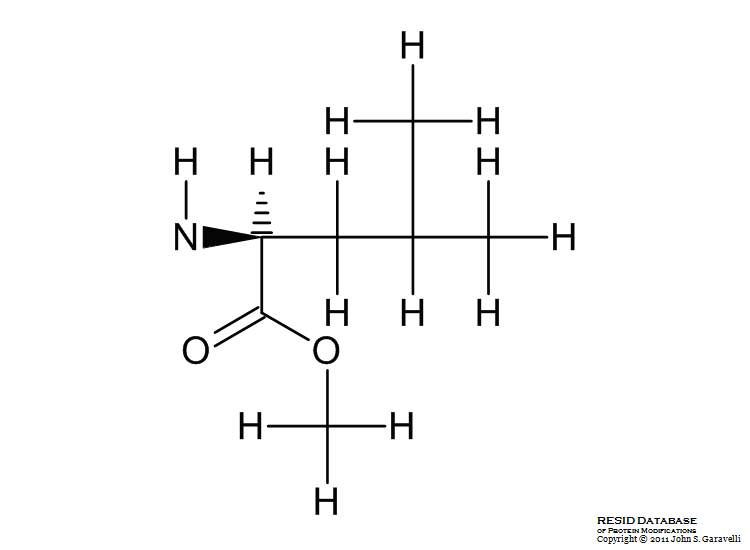 H
H H
H H H H
N H
H H H
O O
H H
H
RESID DATABASE
OF PROTEIN MODIFICATIONS
Copyright © 2011 John S. Garavelli